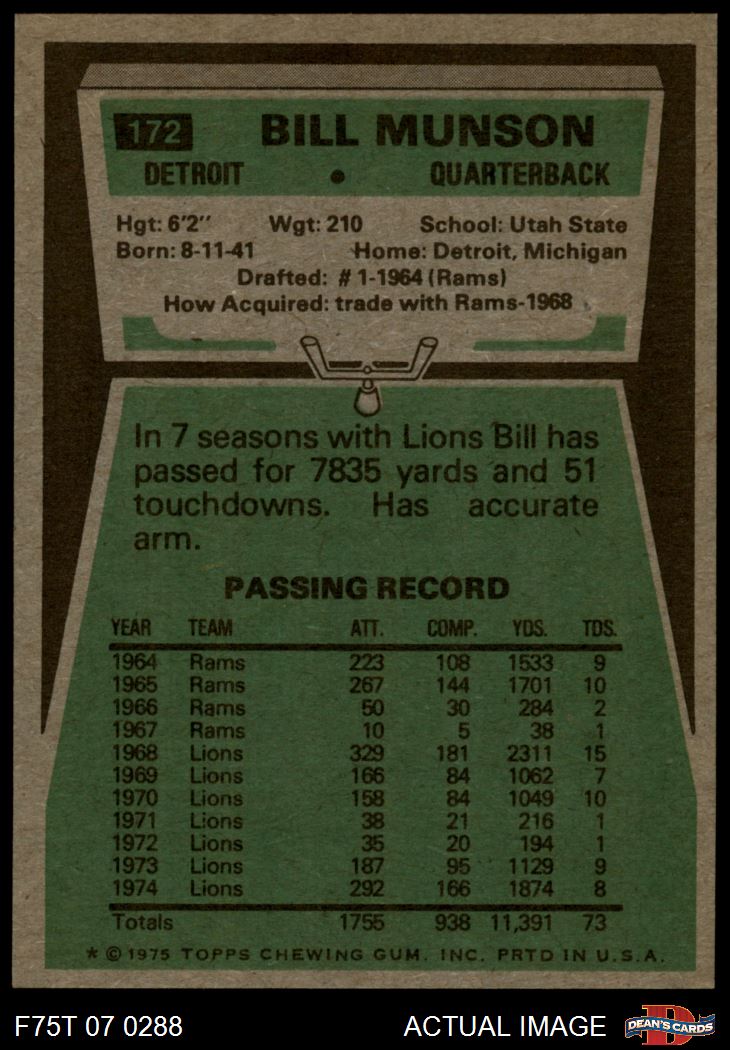 172 BILL MUNSON
DETROIT • QUARTERBACK
Hgt: 6'2'' Wgt: 210 School: Utah State
Born: 8-11-41 Home: Detroit, Michigan
Drafted: #1-1964 (Rams)
How Acquired: trade with Rams-1968
In 7 seasons with Lions Bill has
passed for 7835 yards and 51
touchdowns. Has accurate
arm.
PASSING RECORD
YEAR TEAM ATT. COMP. YDS. TDS.
1964 Rams 223 108 1533 9
1965 Rams 267 144 1701 10
1966 Rams 50 30 284 2
1967 Rams 10 5 38 1
1968 Lions 329 181 2311 15
1969 Lions 166 84 1062 7
1970 Lions 158 84 1049 10
1971 Lions 38 21 216 1
1972 Lions 35 20 194 1
1973 Lions 187 95 1129 9
1974 Lions 292 166 1874 8
Totals 1755 938 11,391 73
* © 1975 TOPPS CHEWING GUM. INC. PRTD IN U.S.A.
F75T 07 0288 ACTUAL IMAGE D DEAN'S CARDS